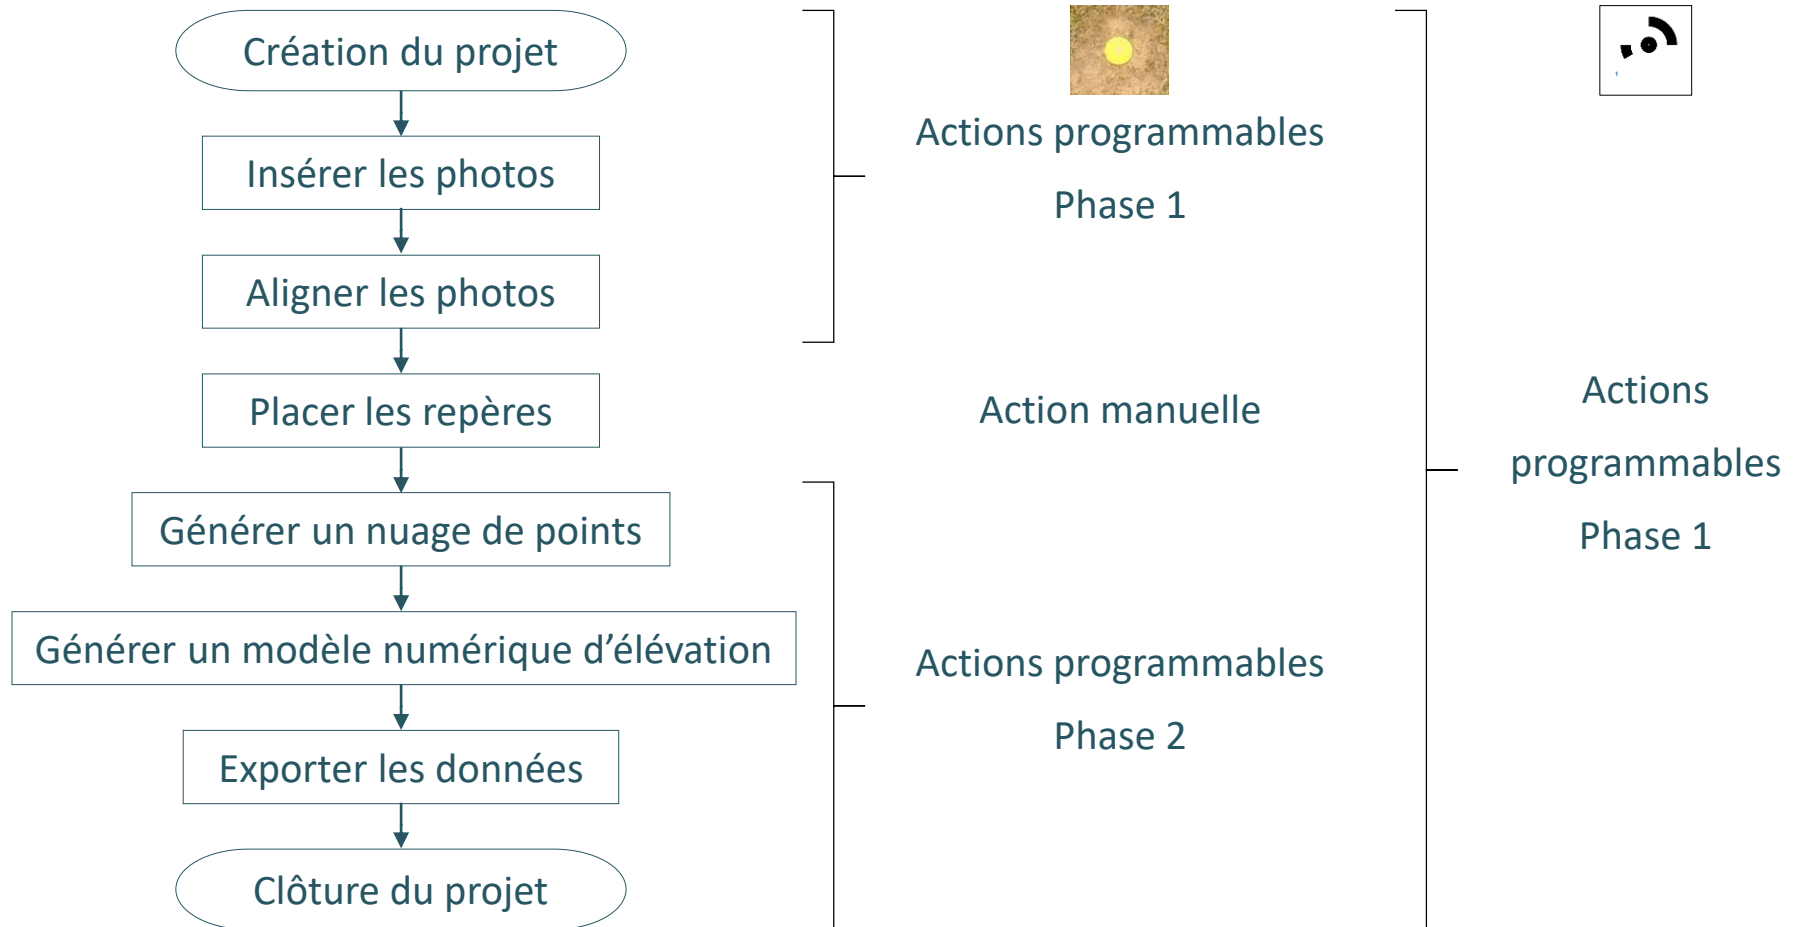 Création du projet
Insérer les photos
Aligner les photos
Placer les repères
Générer un nuage de points
Générer un modèle numérique d’élévation
Exporter les données
Clôture du projet
Actions programmables
Phase 1
Action manuelle
Actions programmables
Phase 2
Actions
programmables
Phase 1